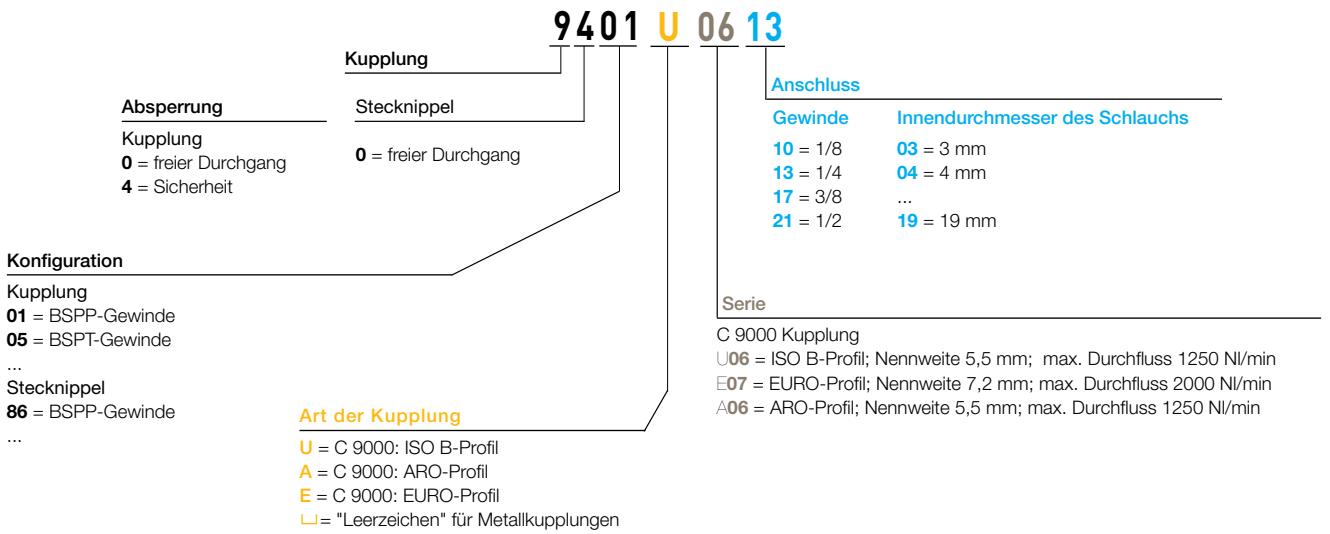 9401 U 06 13
Kupplung
Absperrung
Kupplung
0 = freier Durchgang
4 = Sicherheit
Stecknippel
0 = freier Durchgang
Anschluss
Gewinde
10 = 1/8
13 = 1/4
17 = 3/8
21 = 1/2
Innendurchmesser des Schlauchs
03 = 3 mm
04 = 4 mm
...
19 = 19 mm
Konfiguration
Kupplung
01 = BSPP-Gewinde
05 = BSPT-Gewinde
...
Stecknippel
86 = BSPP-Gewinde
...
Serie
C 9000 Kupplung
U06 = ISO B-Profil; Nennweite 5,5 mm; max. Durchfluss 1250 Nl/min
E07 = EURO-Profil; Nennweite 7,2 mm; max. Durchfluss 2000 Nl/min
A06 = ARO-Profil; Nennweite 5,5 mm; max. Durchfluss 1250 Nl/min
Art der Kupplung
U = C 9000: ISO B-Profil
A = C 9000: ARO-Profil
E = C 9000: EURO-Profil
⌴ = "Leerzeichen" für Metallkupplungen